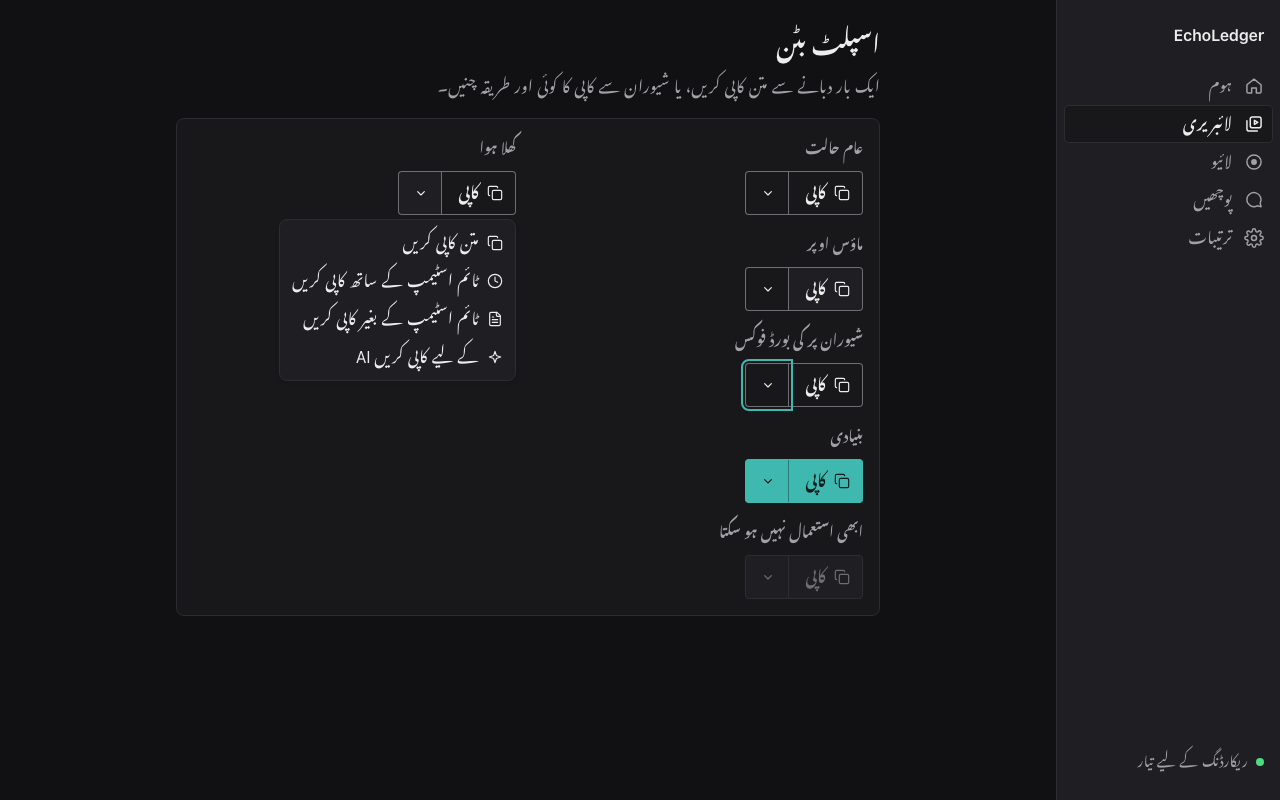 EchoLedger
ہوم
لائبریری
لائیو
پوچھیں
ترتیبات
ریکارڈنگ کے لیے تیار
اسپلٹ بٹن
ایک بار دبانے سے متن کاپی کریں، یا شیوران سے کاپی کا کوئی اور طریقہ چنیں۔
عام حالت
کاپی
ماؤس اوپر
کاپی
شیوران پر کی بورڈ فوکس
کاپی
بنیادی
کاپی
ابھی استعمال نہیں ہو سکتا
کاپی
کھلا ہوا
کاپی
متن کاپی کریں
ٹائم اسٹیمپ کے ساتھ کاپی کریں
ٹائم اسٹیمپ کے بغیر کاپی کریں
کے لیے کاپی کریں AI